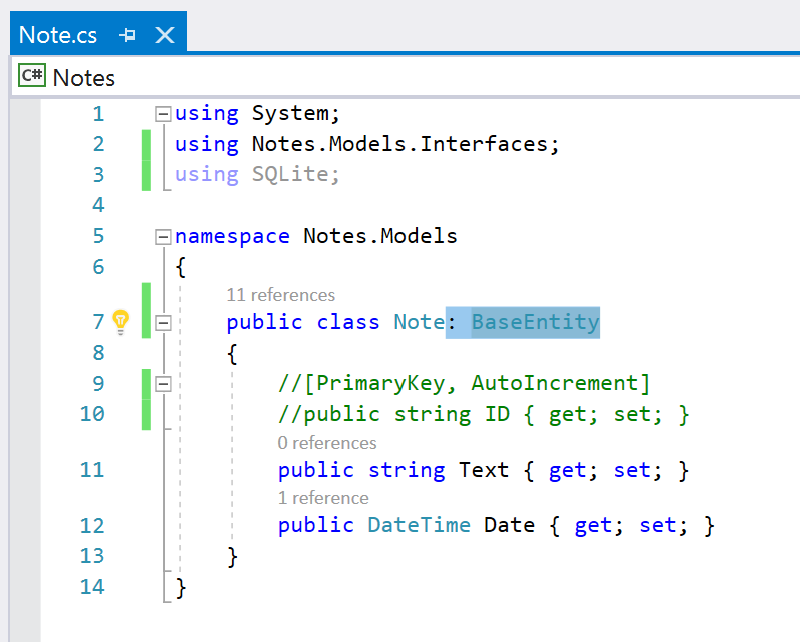 Note.cs
C# Notes
1 using System;
2 using Notes.Models.Interfaces;
3 using SQLite;
4
5 namespace Notes.Models
6 {
11 references
7 public class Note: BaseEntity
8 {
9 //[PrimaryKey, AutoIncrement]
10 //public string ID { get; set; }
0 references
11 public string Text { get; set; }
1 reference
12 public DateTime Date { get; set; }
13 }
14 }